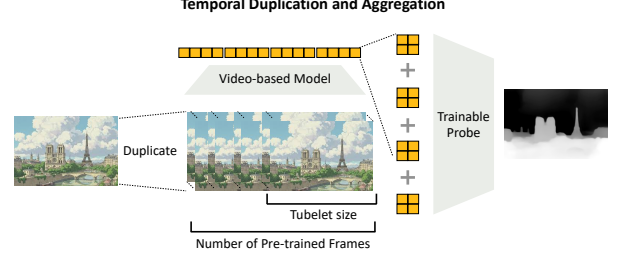 Temporal Duplication and Aggregation
Video-based Model
Duplicate
Trainable
Probe
Tubelet size
Number of Pre-trained Frames